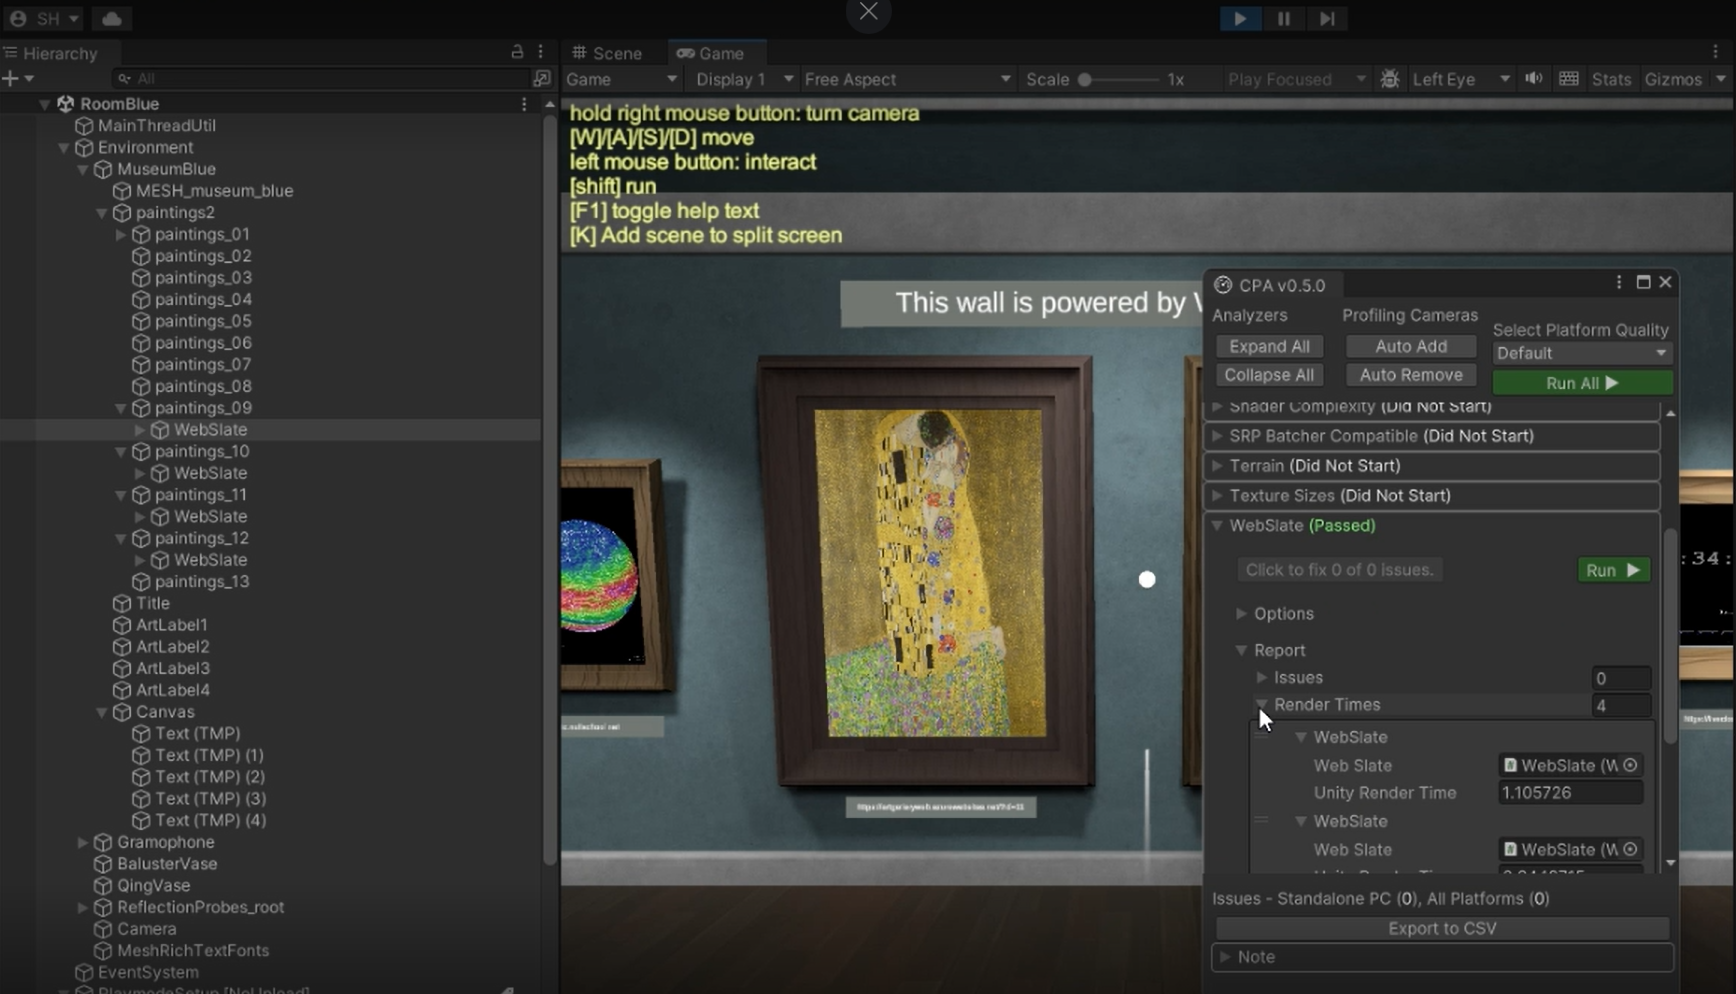 SH
Hierarchy
All
RoomBlue
MainThreadUtil
Environment
MuseumBlue
MESH_museum_blue
paintings2
paintings_01
paintings_02
paintings_03
paintings_04
paintings_05
paintings_06
paintings_07
paintings_08
paintings_09
WebSlate
paintings_10
WebSlate
paintings_11
WebSlate
paintings_12
WebSlate
paintings_13
Title
ArtLabel1
ArtLabel2
ArtLabel3
ArtLabel4
Canvas
Text (TMP)
Text (TMP) (1)
Text (TMP) (2)
Text (TMP) (3)
Text (TMP) (4)
Gramophone
BalusterVase
QingVase
ReflectionProbes_root
Camera
MeshRichTextFonts
EventSystem
PlaymodeSetup [NoUpload]
Scene Game
Game Display 1 Free Aspect Scale 1x Play Focused Left Eye Stats Gizmos
hold right mouse button: turn camera
[W]/[A]/[S]/[D] move
left mouse button: interact
[shift] run
[F1] toggle help text
[K] Add scene to split screen
This wall is powered by
:34:
CPA v0.5.0
Analyzers Profiling Cameras Select Platform Quality
Expand All Auto Add Default
Collapse All Auto Remove Run All
Shader Complexity (Did Not Start)
SRP Batcher Compatible (Did Not Start)
Terrain (Did Not Start)
Texture Sizes (Did Not Start)
WebSlate (Passed)
Click to fix 0 of 0 issues. Run
Options
Report
Issues 0
Render Times 4
WebSlate
Web Slate WebSlate (W
Unity Render Time 1.105726
WebSlate
Web Slate WebSlate (W
Issues - Standalone PC (0), All Platforms (0)
Export to CSV
Note